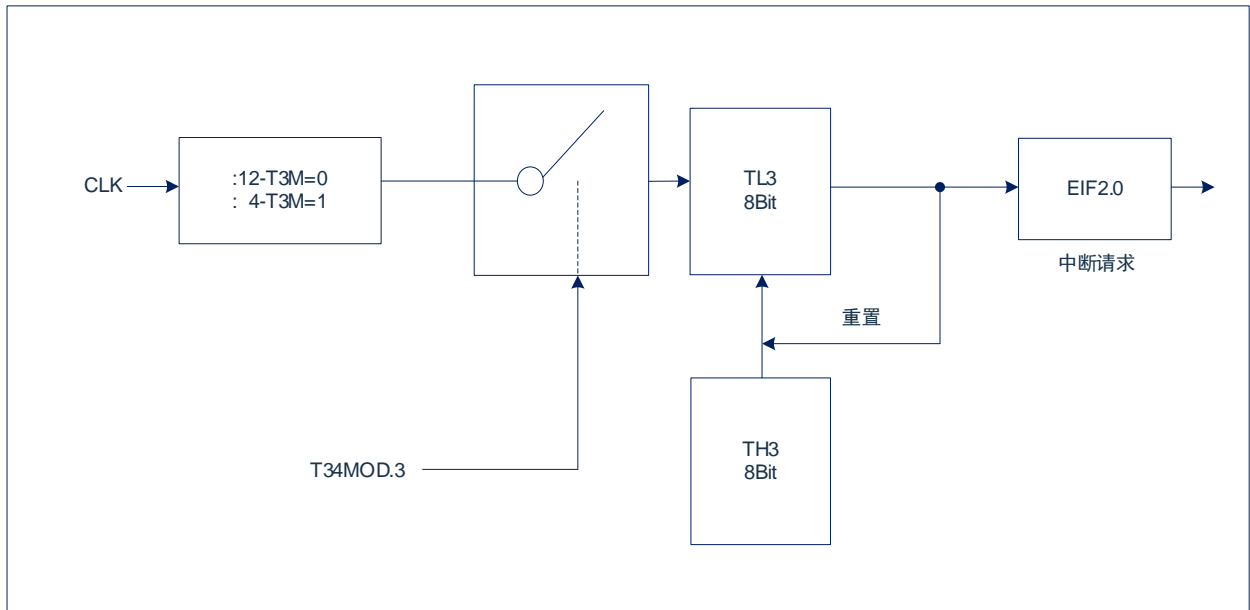 CLK
:12-T3M=0
: 4-T3M=1
TL3
8Bit
EIF2.0
中断请求
重置
TH3
8Bit
T34MOD.3